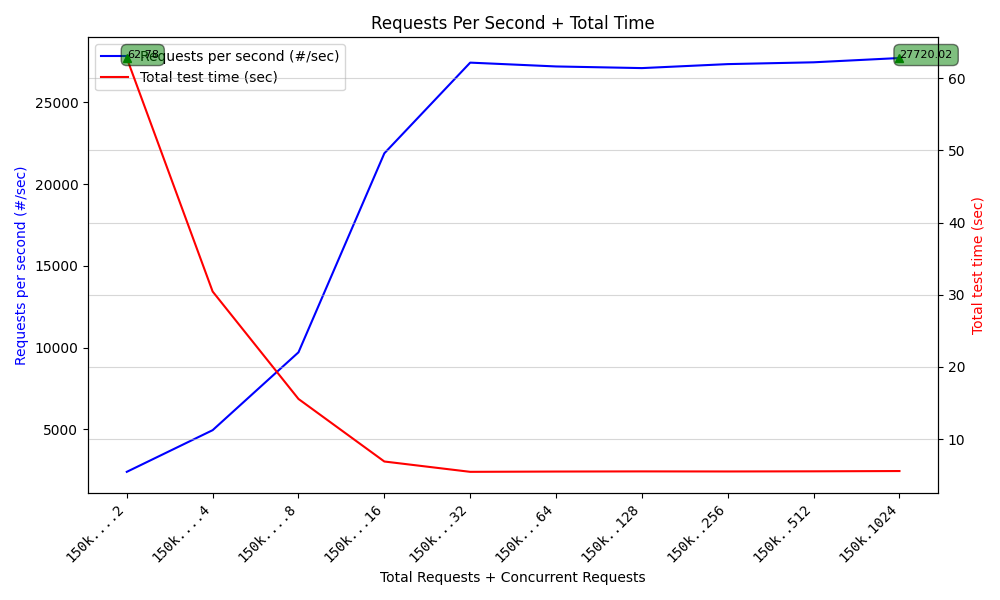 Requests Per Second + Total Time
62.78
Requests per second (#/sec)
Total test time (sec)
27720.02
25000
20000
15000
10000
5000
Requests per second (#/sec)
60
50
40
30
20
10
Total test time (sec)
150k....2
150k....4
150k....8
150k...16
150k...32
150k...64
150k..128
150k..256
150k..512
150k.1024
Total Requests + Concurrent Requests